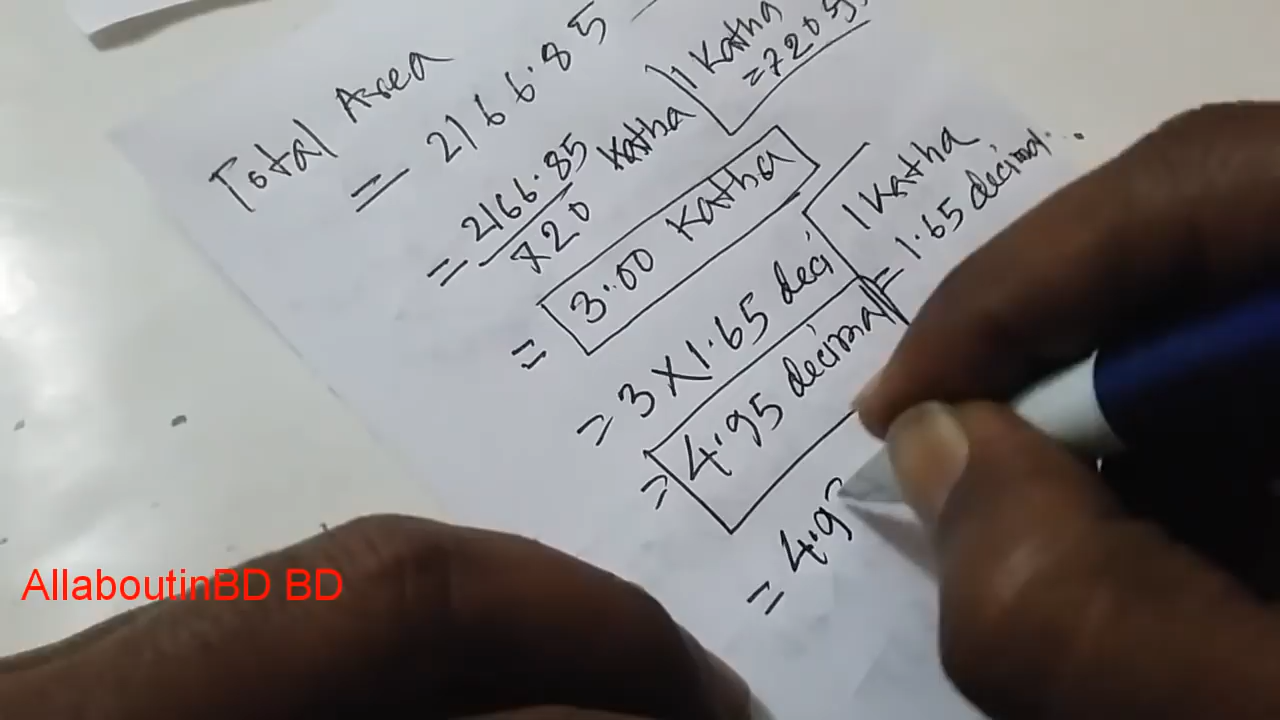 Total Area
= 2166.85
= 2166.85 / 720 Katha
1 Katha
= 720
= 3.00 Katha
= 3 X 1.65 deci
1 Katha
= 1.65 decimal..
= 4.95 decimal
= 4.9
AllaboutinBD BD